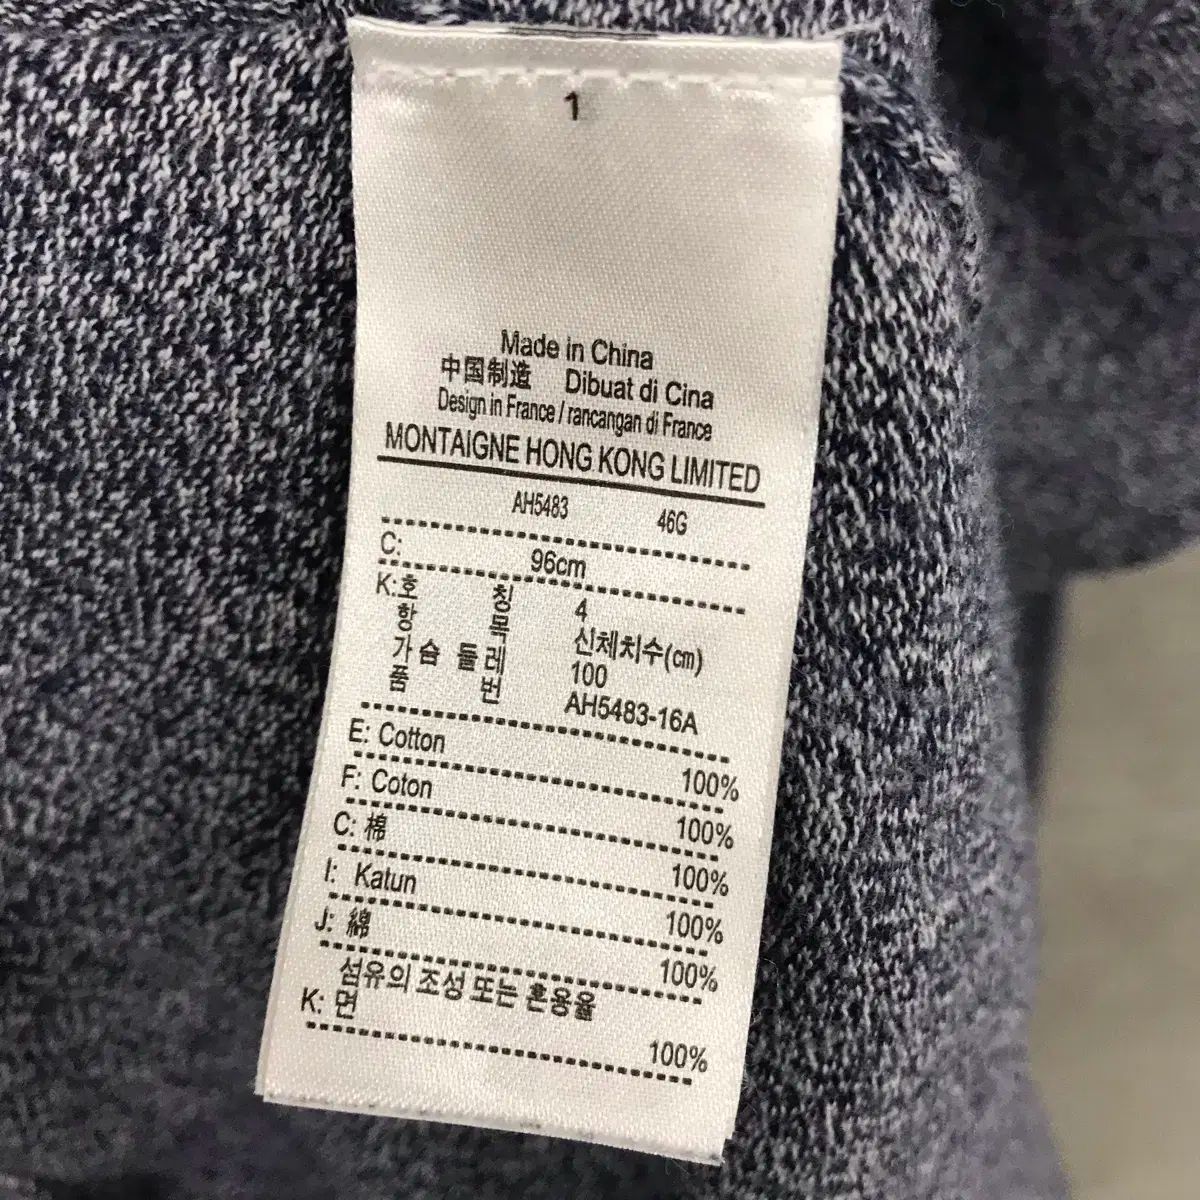 1
Made in China
中国制造 Dibuat di Cina
Design in France / rancangan di France
MONTAIGNE HONG KONG LIMITED
AH5483 46G
C: 96cm
K:호 칭 4
항 목 신체치수(㎝)
가슴 둘레 100
품 번 AH5483-16A
E: Cotton 100%
F: Coton 100%
C: 棉 100%
I: Katun 100%
J: 綿 100%
섬유의 조성 또는 혼용율
K: 면 100%